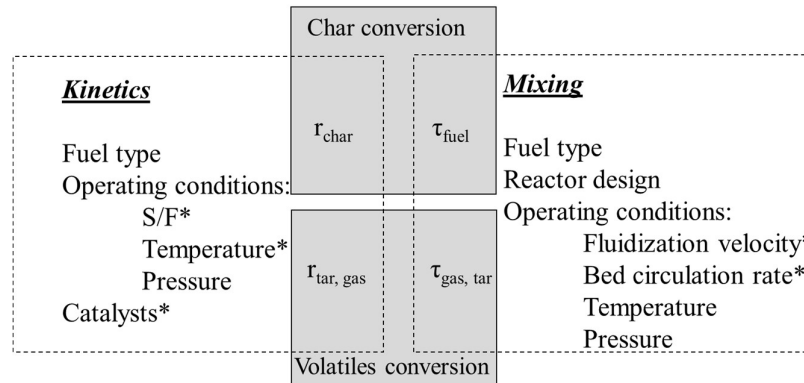 Char conversion
Kinetics
Fuel type
Operating conditions:
S/F*
Temperature*
Pressure
Catalysts*
r_char
τ_fuel
r_tar, gas
τ_gas, tar
Mixing
Fuel type
Reactor design
Operating conditions:
Fluidization velocity*
Bed circulation rate*
Temperature
Pressure
Volatiles conversion